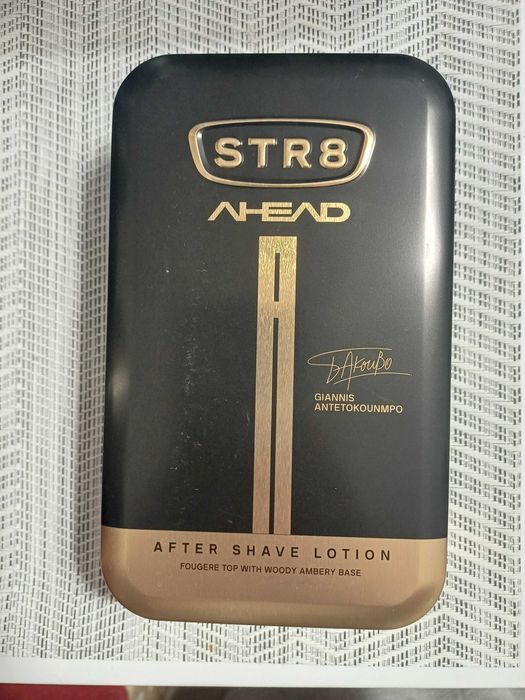 STR8
AHEAD
GIANNIS
ANTETOKOUNMPO
AFTER SHAVE LOTION
FOUGERE TOP WITH WOODY AMBERY BASE